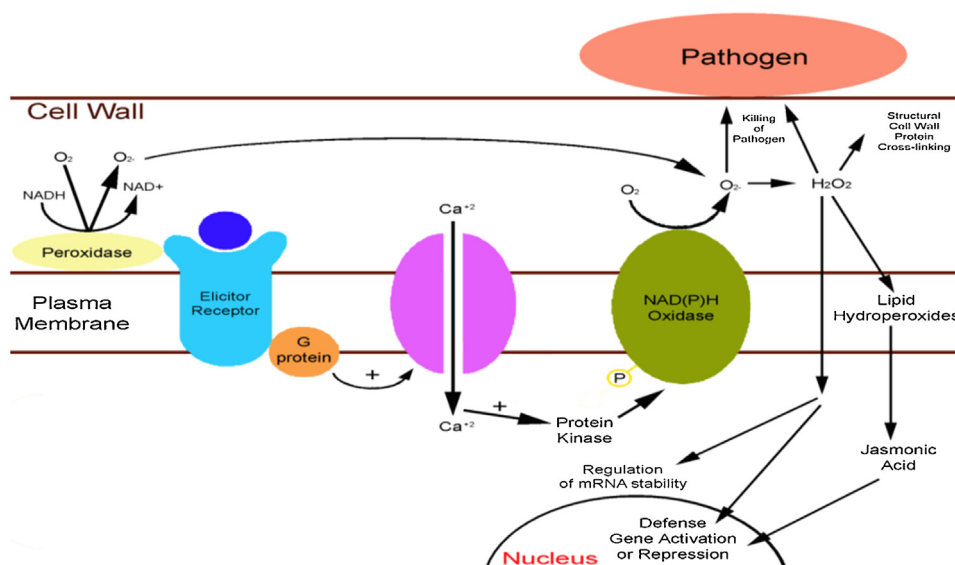 Pathogen
Cell Wall
Killing
of
Pathogen
Structural
Cell Wall
Protein
Cross-linking
O₂
O₂-
NADH
NAD+
O₂
O₂-
H₂O₂
Ca⁺²
Peroxidase
Plasma
Membrane
Elicitor
Receptor
NAD(P)H
Oxidase
Lipid
Hydroperoxides
G
protein
+
P
Ca⁺²
+
Protein
Kinase
Jasmonic
Acid
Regulation
of mRNA stability
Defense
Gene Activation
or Repression
Nucleus